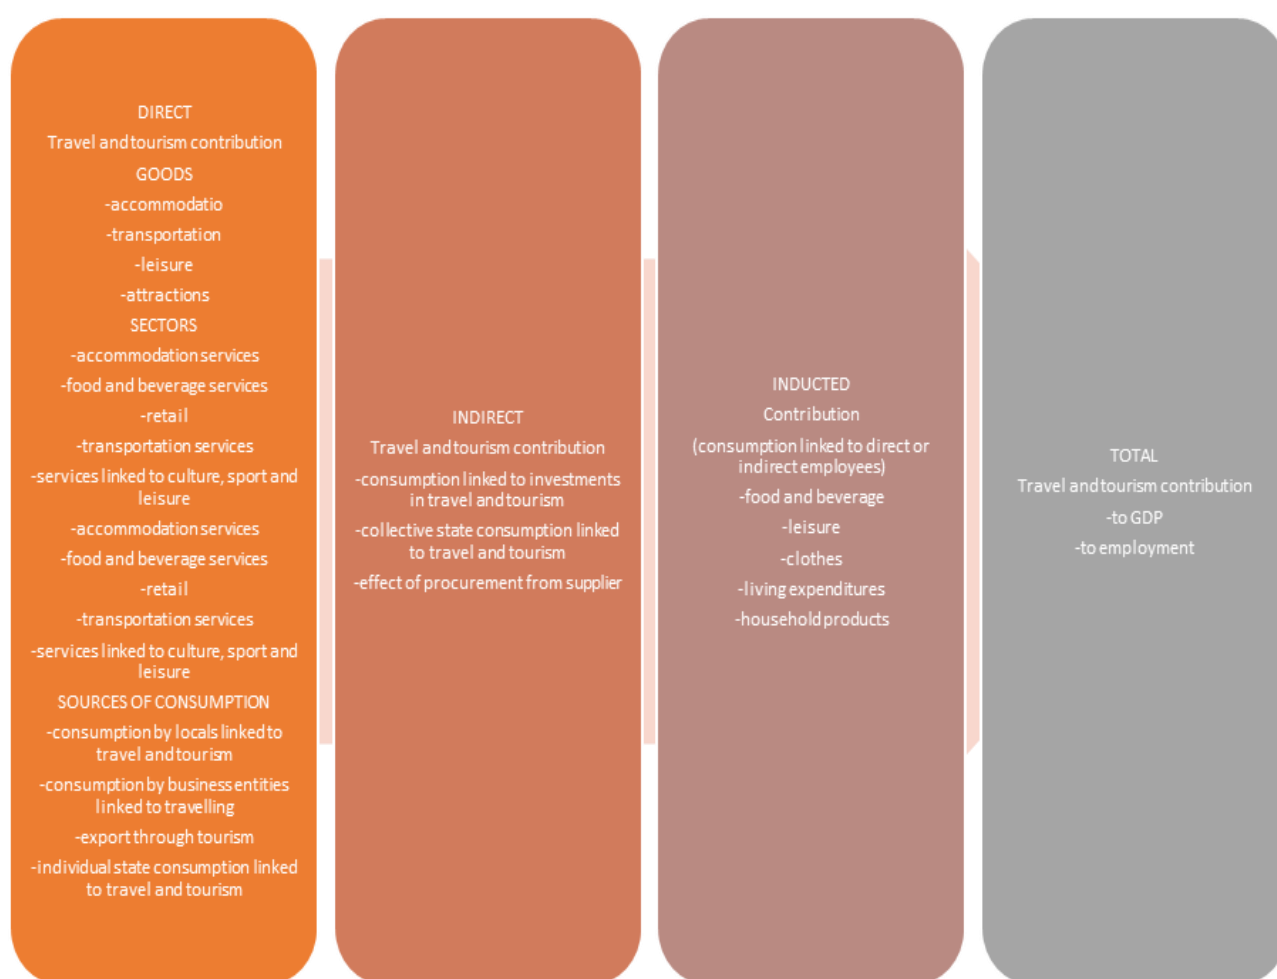 DIRECT
Travel and tourism contribution
GOODS
-accommodatio
-transportation
-leisure
-attractions
SECTORS
-accommodation services
-food and beverage services
-retail
-transportation services
-services linked to culture, sport and
leisure
-accommodation services
-food and beverage services
-retail
-transportation services
-services linked to culture, sport and
leisure
SOURCES OF CONSUMPTION
-consumption by locals linked to
travel and tourism
-consumption by business entities
linked to travelling
-export through tourism
-individual state consumption linked
to travel and tourism
INDIRECT
Travel and tourism contribution
-consumption linked to investments
in travel and tourism
-collective state consumption linked
to travel and tourism
-effect of procurement from supplier
INDUCTED
Contribution
(consumption linked to direct or
indirect employees)
-food and beverage
-leisure
-clothes
-living expenditures
-household products
TOTAL
Travel and tourism contribution
-to GDP
-to employment